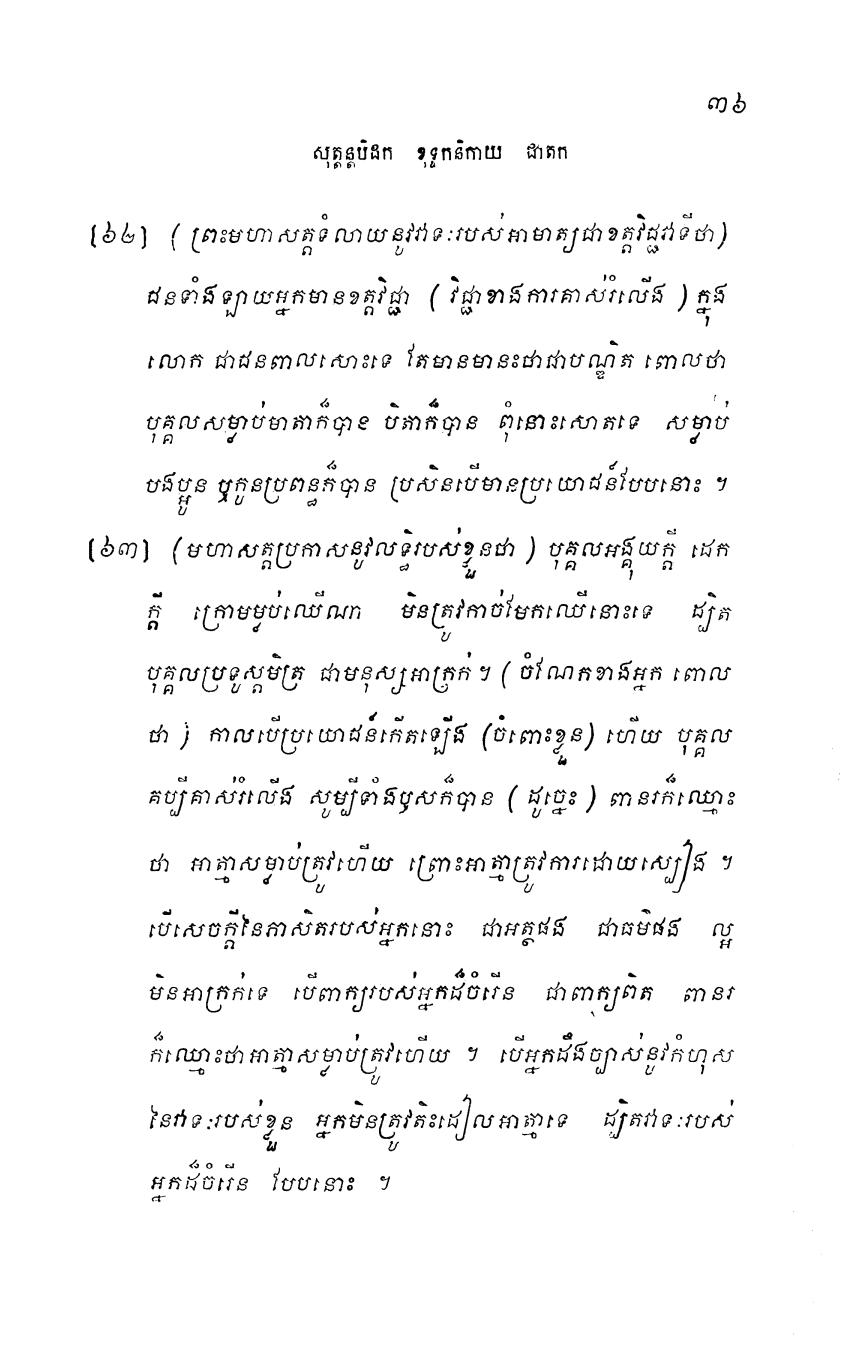 ៣៦
សុត្តន្តបិដក ខុទ្ទកនិកាយ ជាតក
[៦២] ( ព្រះមហាសត្តទំលាយនូវវាទៈរបស់អាមាត្យជាខត្តវិជ្ជវាទីថា)
ជនទាំងឡាយអ្នកមានខត្តវិជ្ជា ( វិជ្ជាខាងការគាស់រំលើង ) ក្នុង
លោក ជាជនពាលសោះទេ តែមានមានះថាជាបណ្ឌិត ពោលថា
បុគ្គលសម្លាប់មាតាក៏បាន បិតាក៏បាន ពុំនោះសោតទេ សម្លាប់
បងប្អូន ឬកូនប្រពន្ធក៏បាន ប្រសិនបើមានប្រយោជន៍បែបនោះ ។
[៦៣] (មហាសត្តប្រកាសនូវលទ្ធិរបស់ខ្លួនថា ) បុគ្គលអង្គុយក្តី ដេក
ក្តី ក្រោមម្លប់ឈើណា មិនត្រូវកាច់មែកឈើនោះទេ ដ្បិត
បុគ្គលប្រទូស្តមិត្រ ជាមនុស្សអាក្រក់ ។ ( ចំណែកខាងអ្នក ពោល
ថា ) កាលបើប្រយោជន៍កើតឡើង (ចំពោះខ្លួន) ហើយ បុគ្គល
គប្បីគាស់រំលើង សូម្បីទាំងឫសក៏បាន ( ដូច្នេះ ) ពានរក៏ឈ្មោះ
ថា អាត្មាសម្លាប់ត្រូវហើយ ព្រោះអាត្មាត្រូវការដោយស្បៀង ។
បើសេចក្តីនៃភាសិតរបស់អ្នកនោះ ជាអត្ថផង ជាធម៌ផង ល្អ
មិនអាក្រក់ទេ បើពាក្យរបស់អ្នកដ៏ចំរើន ជាពាក្យពិត ពានរ
ក៏ឈ្មោះថាអាត្មាសម្លាប់ត្រូវហើយ ។ បើអ្នកដឹងច្បាស់នូវកំហុស
នៃវាទៈរបស់ខ្លួន អ្នកមិនត្រូវតិះដៀលអាត្មាទេ ដ្បិតវាទៈរបស់
អ្នកដ៏ចំរើន បែបនោះ ។